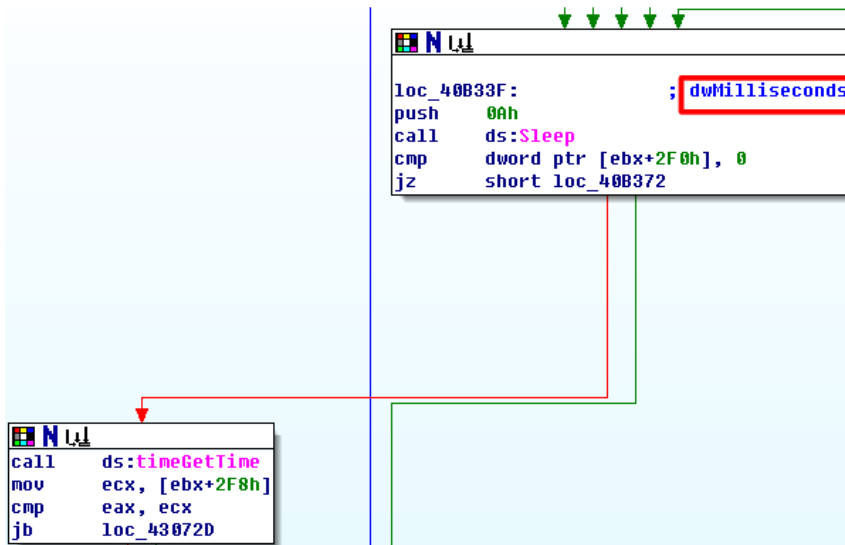 N
loc_40B33F: ; dwMilliseconds
push 0Ah
call ds:Sleep
cmp dword ptr [ebx+2F0h], 0
jz short loc_40B372
N
call ds:timeGetTime
mov ecx, [ebx+2F8h]
cmp eax, ecx
jb loc_43072D